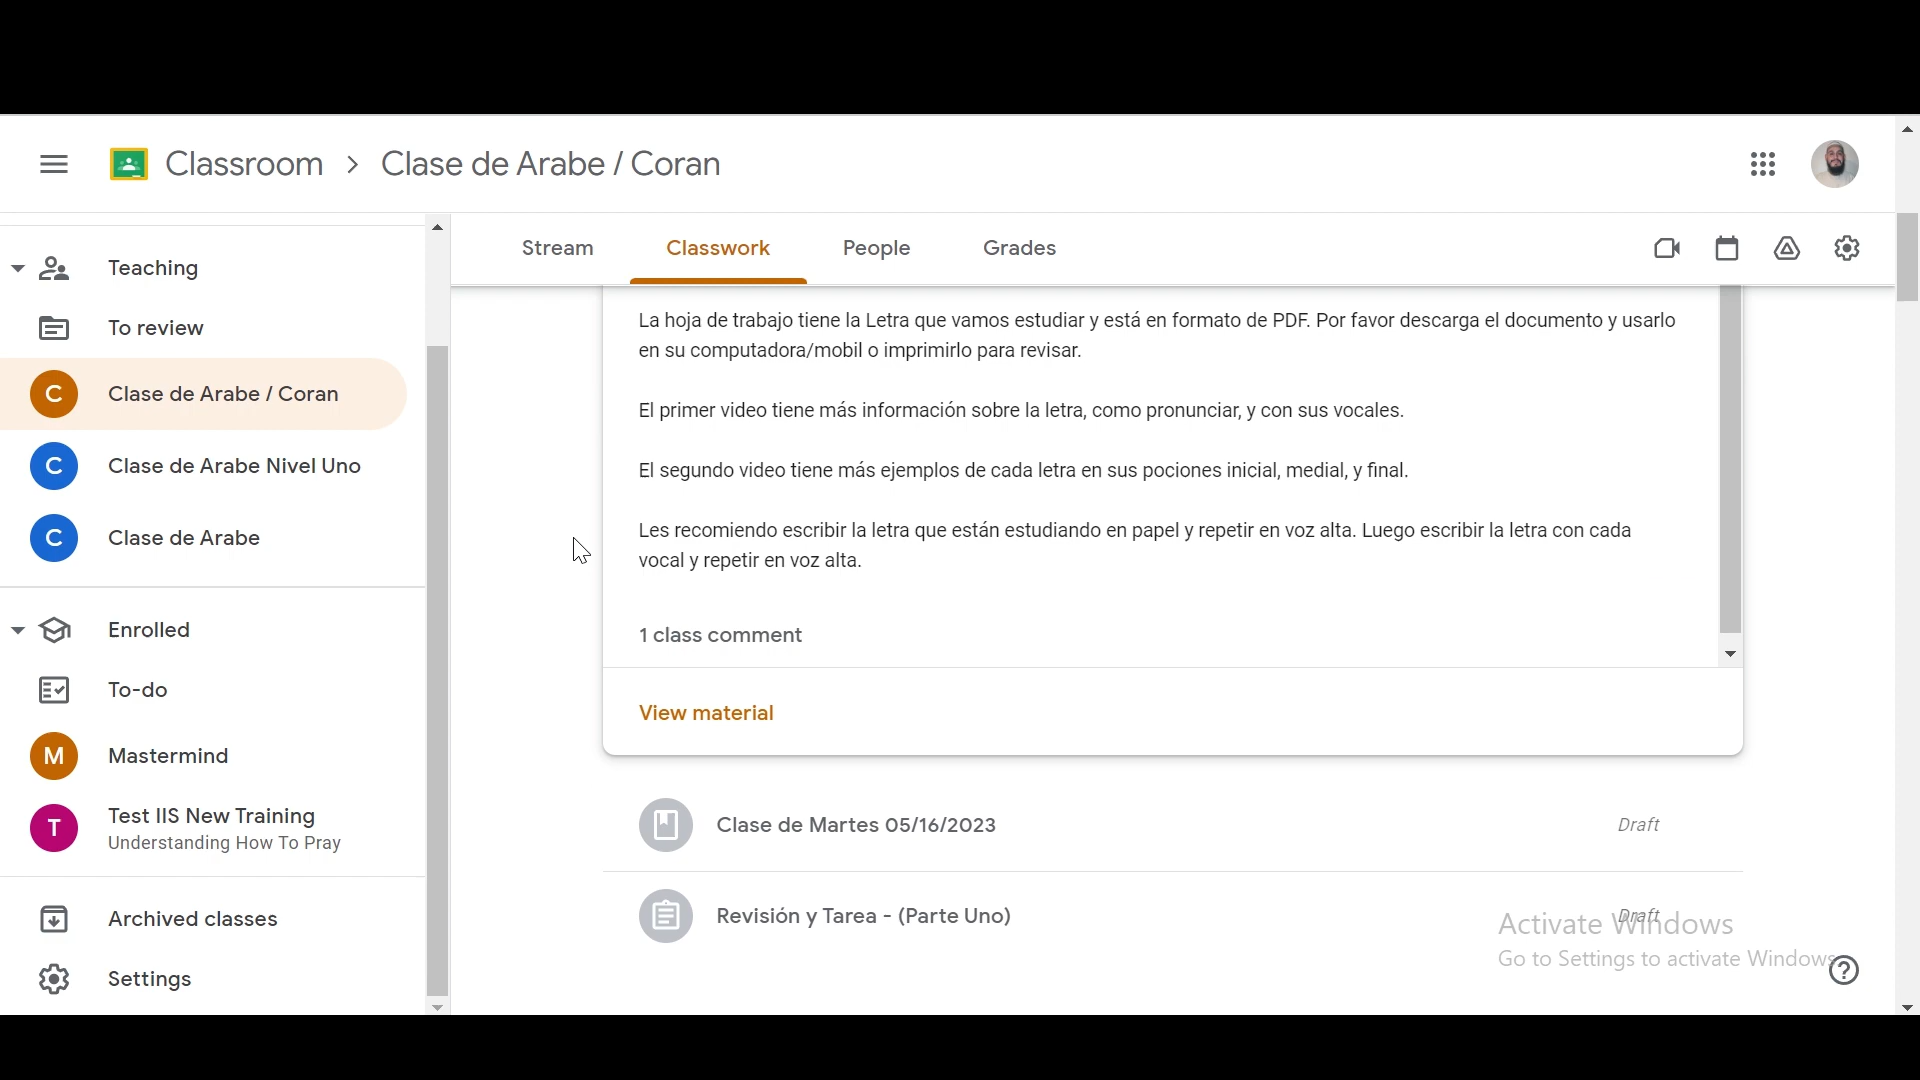 Classroom > Clase de Arabe / Coran
Teaching
To review
C Clase de Arabe / Coran
C Clase de Arabe Nivel Uno
C Clase de Arabe
Enrolled
To-do
M Mastermind
T Test IIS New Training
Understanding How To Pray
Archived classes
Settings
Stream Classwork People Grades
La hoja de trabajo tiene la Letra que vamos estudiar y está en formato de PDF. Por favor descarga el documento y usarlo
en su computadora/mobil o imprimirlo para revisar.
El primer video tiene más información sobre la letra, como pronunciar, y con sus vocales.
El segundo video tiene más ejemplos de cada letra en sus pociones inicial, medial, y final.
Les recomiendo escribir la letra que están estudiando en papel y repetir en voz alta. Luego escribir la letra con cada
vocal y repetir en voz alta.
1 class comment
View material
Clase de Martes 05/16/2023 Draft
Revisión y Tarea - (Parte Uno) Draft
Activate Windows
Go to Settings to activate Windows